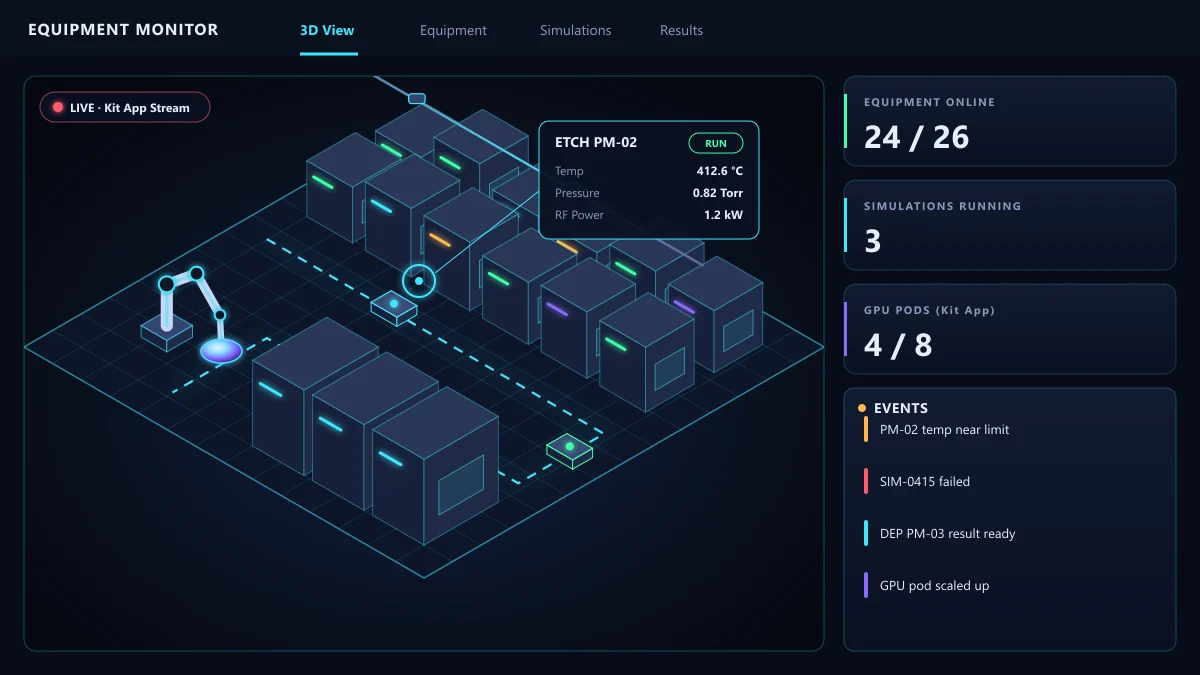 EQUIPMENT MONITOR
3D View
Equipment
Simulations
Results
LIVE · Kit App Stream
ETCH PM-02
RUN
Temp 412.6 °C
Pressure 0.82 Torr
RF Power 1.2 kW
EQUIPMENT ONLINE
24 / 26
SIMULATIONS RUNNING
3
GPU PODS (Kit App)
4 / 8
EVENTS
PM-02 temp near limit
SIM-0415 failed
DEP PM-03 result ready
GPU pod scaled up